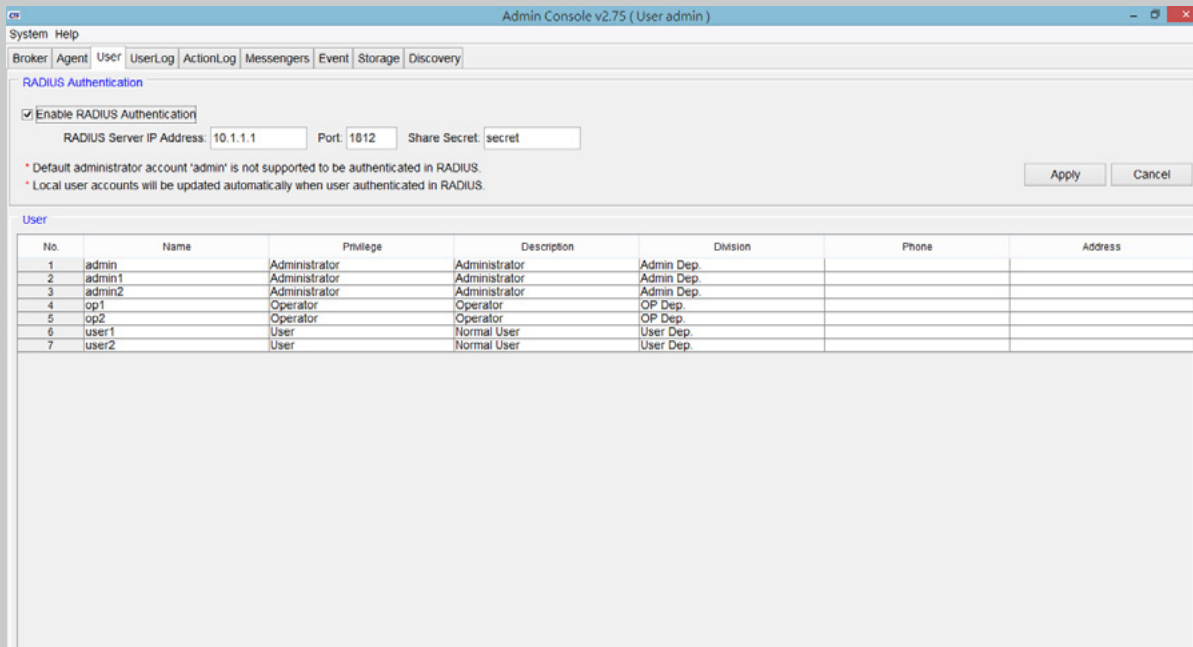 CTS Admin Console v2.75 ( User admin )
System Help
Broker Agent User UserLog ActionLog Messengers Event Storage Discovery
RADIUS Authentication
Enable RADIUS Authentication
RADIUS Server IP Address: 10.1.1.1 Port: 1812 Share Secret: secret
* Default administrator account 'admin' is not supported to be authenticated in RADIUS.
* Local user accounts will be updated automatically when user authenticated in RADIUS.
Apply Cancel
User
No. Name Privilege Description Division Phone Address
1 admin Administrator Administrator Admin Dep.
2 admin1 Administrator Administrator Admin Dep.
3 admin2 Administrator Administrator Admin Dep.
4 op1 Operator Operator OP Dep.
5 op2 Operator Operator OP Dep.
6 user1 User Normal User User Dep.
7 user2 User Normal User User Dep.